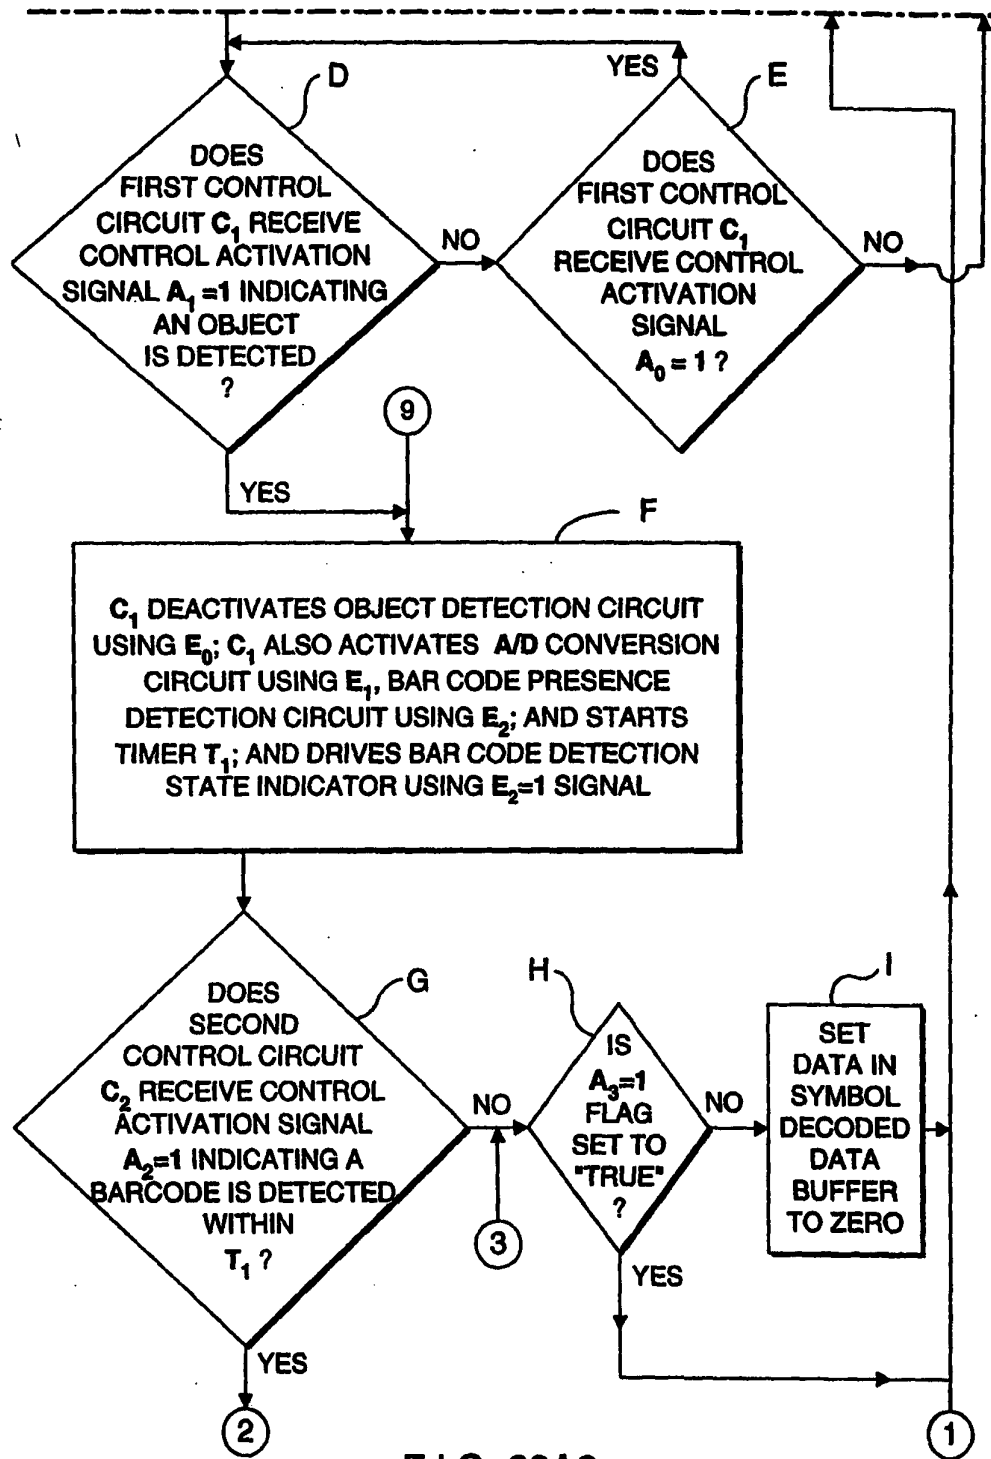 D
DOES
FIRST CONTROL
CIRCUIT C₁ RECEIVE
CONTROL ACTIVATION
SIGNAL A₁ =1 INDICATING
AN OBJECT
IS DETECTED
?
NO
YES
YES
E
DOES
FIRST CONTROL
CIRCUIT C₁
RECEIVE CONTROL
ACTIVATION
SIGNAL
A₀ = 1 ?
NO
9
F
C₁ DEACTIVATES OBJECT DETECTION CIRCUIT
USING E₀; C₁ ALSO ACTIVATES A/D CONVERSION
CIRCUIT USING E₁, BAR CODE PRESENCE
DETECTION CIRCUIT USING E₂; AND STARTS
TIMER T₁; AND DRIVES BAR CODE DETECTION
STATE INDICATOR USING E₂=1 SIGNAL
G
DOES
SECOND
CONTROL CIRCUIT
C₂ RECEIVE CONTROL
ACTIVATION SIGNAL
A₂=1 INDICATING A
BARCODE IS DETECTED
WITHIN
T₁ ?
NO
YES
2
3
H
IS
A₃=1
FLAG
SET TO
"TRUE"
?
NO
YES
I
SET
DATA IN
SYMBOL
DECODED
DATA
BUFFER
TO ZERO
1